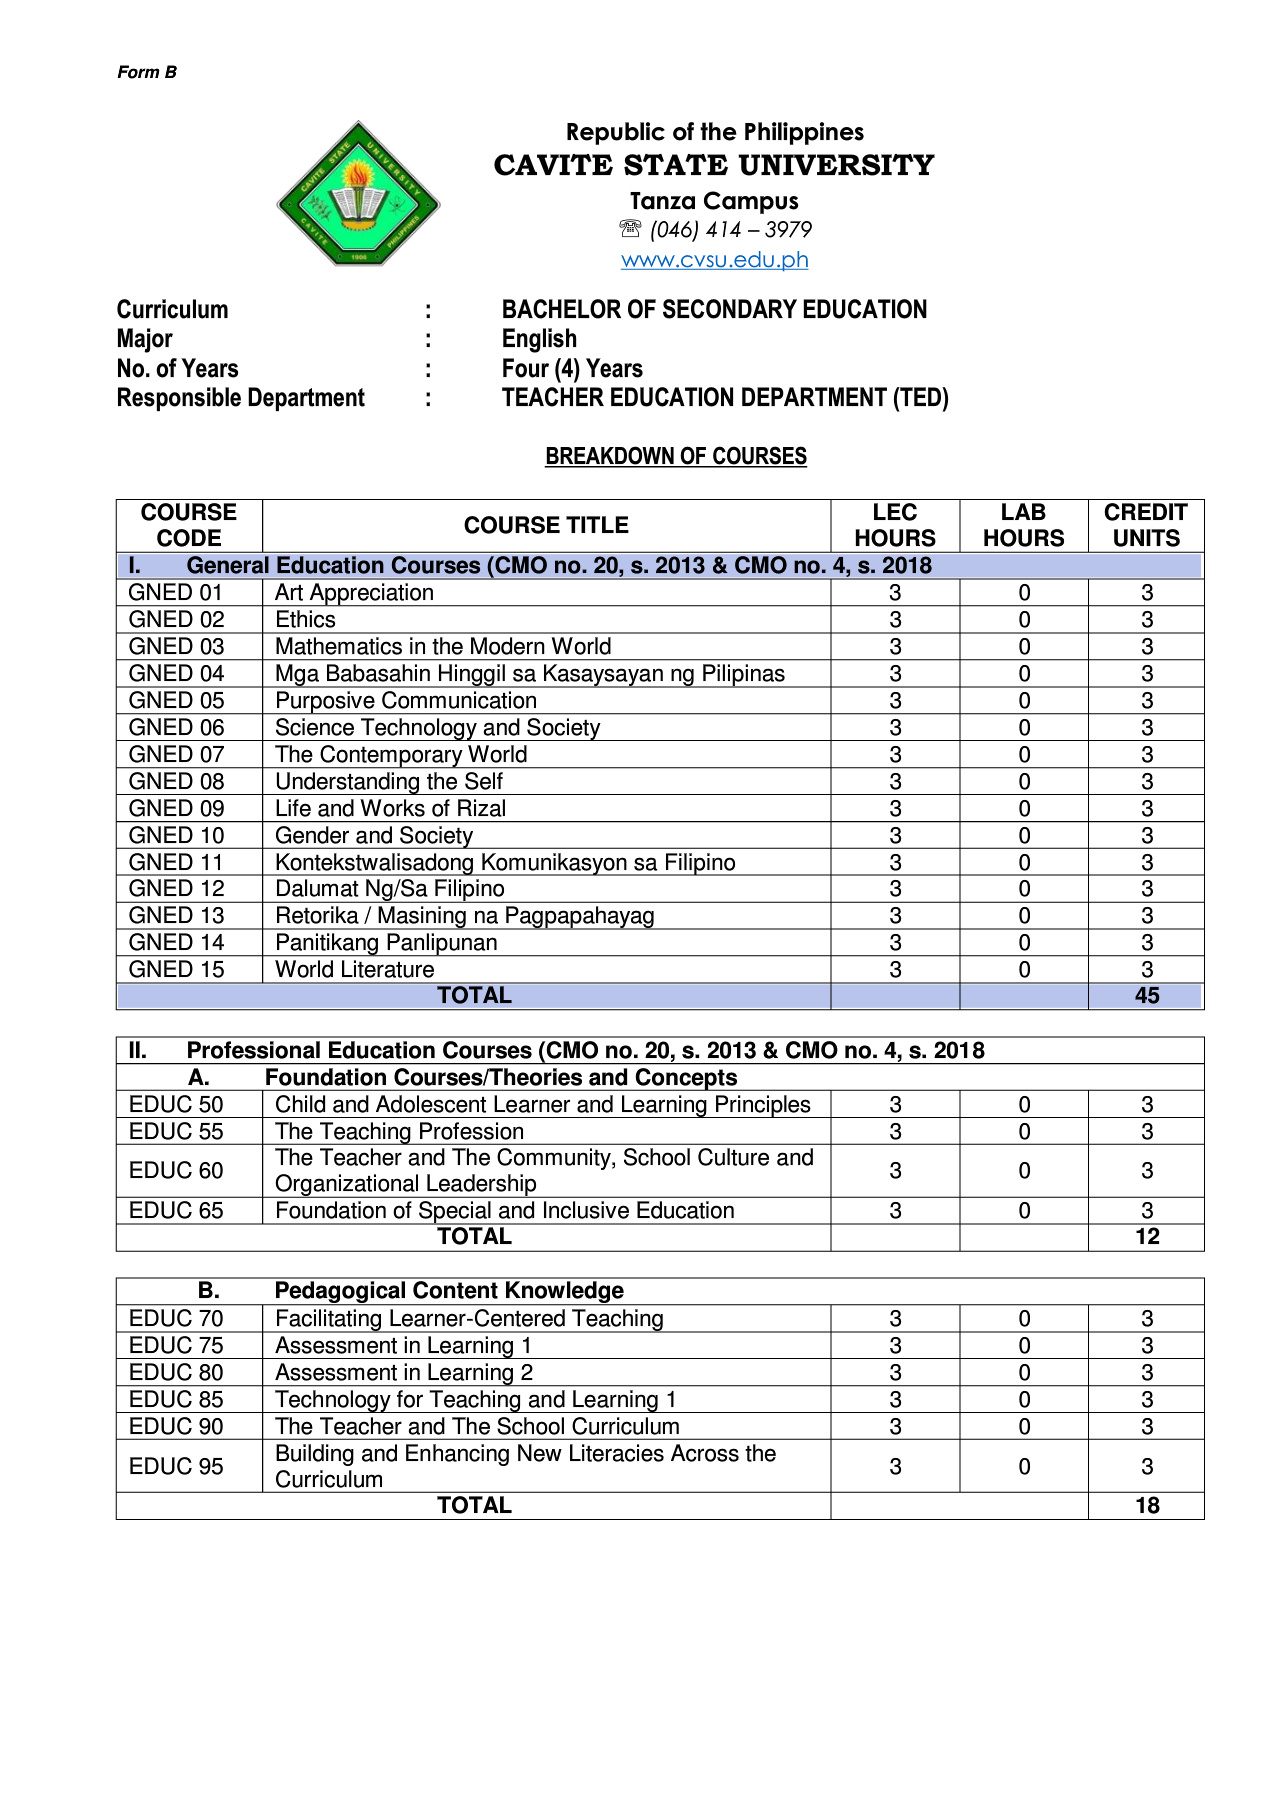 Form B
CAVITE STATE UNIVERSITY
CAVITE
PHILIPPINES
1906
Republic of the Philippines
CAVITE STATE UNIVERSITY
Tanza Campus
☏ (046) 414 – 3979
www.cvsu.edu.ph
Curriculum : BACHELOR OF SECONDARY EDUCATION
Major : English
No. of Years : Four (4) Years
Responsible Department : TEACHER EDUCATION DEPARTMENT (TED)
BREAKDOWN OF COURSES
COURSE CODE COURSE TITLE LEC HOURS LAB HOURS CREDIT UNITS
I. General Education Courses (CMO no. 20, s. 2013 & CMO no. 4, s. 2018
GNED 01 Art Appreciation 3 0 3
GNED 02 Ethics 3 0 3
GNED 03 Mathematics in the Modern World 3 0 3
GNED 04 Mga Babasahin Hinggil sa Kasaysayan ng Pilipinas 3 0 3
GNED 05 Purposive Communication 3 0 3
GNED 06 Science Technology and Society 3 0 3
GNED 07 The Contemporary World 3 0 3
GNED 08 Understanding the Self 3 0 3
GNED 09 Life and Works of Rizal 3 0 3
GNED 10 Gender and Society 3 0 3
GNED 11 Kontekstwalisadong Komunikasyon sa Filipino 3 0 3
GNED 12 Dalumat Ng/Sa Filipino 3 0 3
GNED 13 Retorika / Masining na Pagpapahayag 3 0 3
GNED 14 Panitikang Panlipunan 3 0 3
GNED 15 World Literature 3 0 3
TOTAL 45
II. Professional Education Courses (CMO no. 20, s. 2013 & CMO no. 4, s. 2018
A. Foundation Courses/Theories and Concepts
EDUC 50 Child and Adolescent Learner and Learning Principles 3 0 3
EDUC 55 The Teaching Profession 3 0 3
EDUC 60 The Teacher and The Community, School Culture and
Organizational Leadership 3 0 3
EDUC 65 Foundation of Special and Inclusive Education 3 0 3
TOTAL 12
B. Pedagogical Content Knowledge
EDUC 70 Facilitating Learner-Centered Teaching 3 0 3
EDUC 75 Assessment in Learning 1 3 0 3
EDUC 80 Assessment in Learning 2 3 0 3
EDUC 85 Technology for Teaching and Learning 1 3 0 3
EDUC 90 The Teacher and The School Curriculum 3 0 3
EDUC 95 Building and Enhancing New Literacies Across the
Curriculum 3 0 3
TOTAL 18